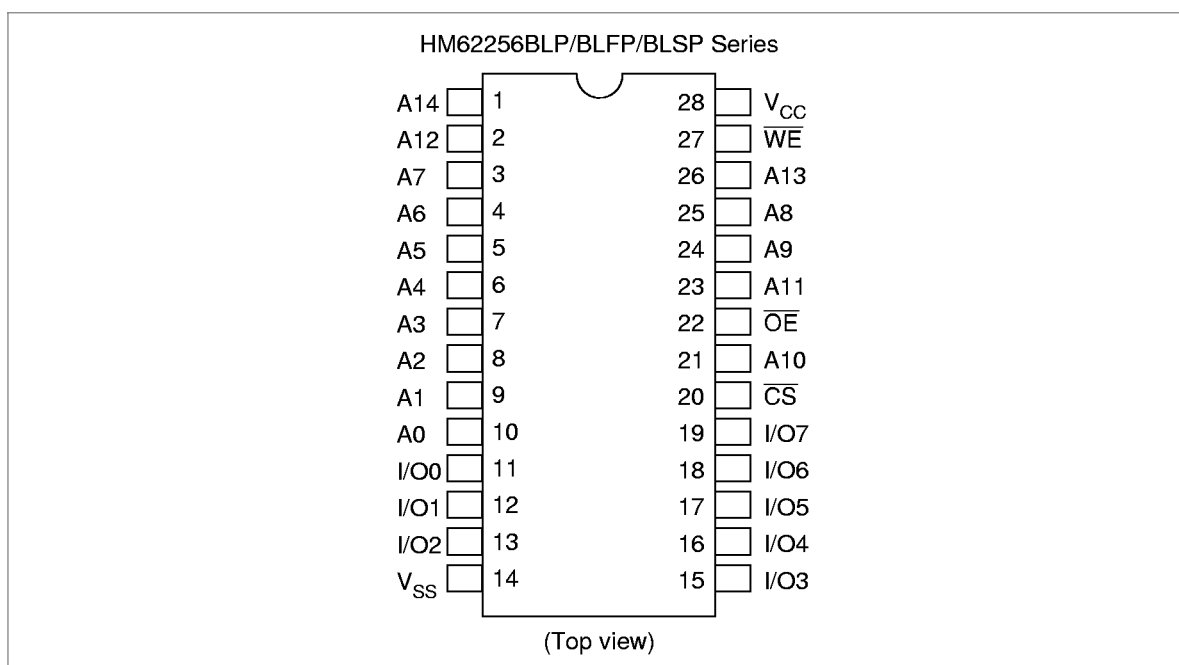 HM62256BLP/BLFP/BLSP Series
A14 1 28 VCC
A12 2 27 WE
A7 3 26 A13
A6 4 25 A8
A5 5 24 A9
A4 6 23 A11
A3 7 22 OE
A2 8 21 A10
A1 9 20 CS
A0 10 19 I/O7
I/O0 11 18 I/O6
I/O1 12 17 I/O5
I/O2 13 16 I/O4
VSS 14 15 I/O3
(Top view)